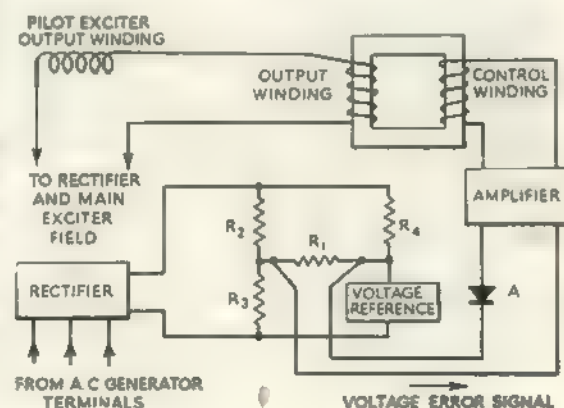 PILOT EXCITER
OUTPUT WINDING
OUTPUT
WINDING
CONTROL
WINDING
TO RECTIFIER
AND MAIN
EXCITER
FIELD
AMPLIFIER
R₂
R₁
R₄
R₃
RECTIFIER
VOLTAGE
REFERENCE
A
FROM A C GENERATOR
TERMINALS
VOLTAGE ERROR SIGNAL